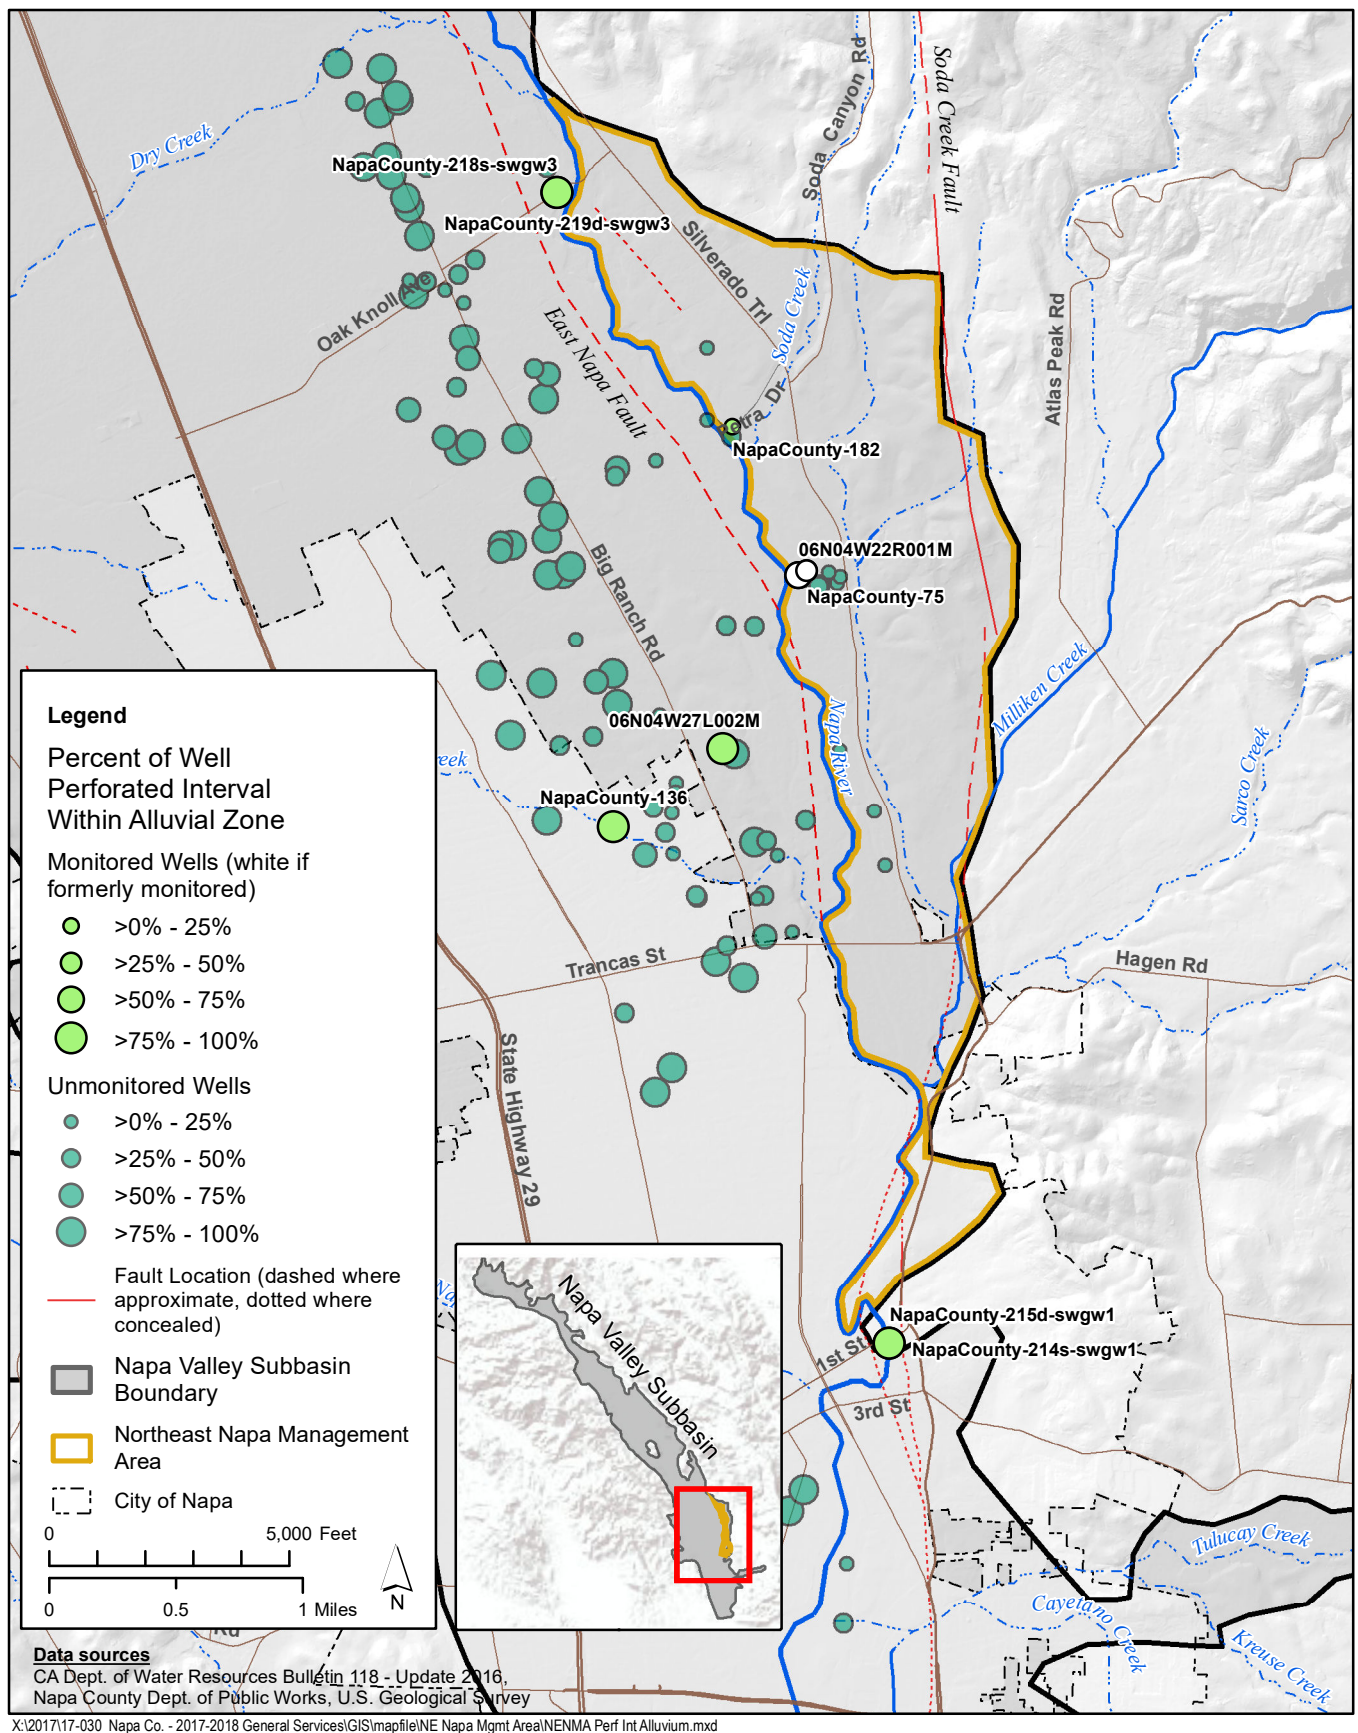 Dry Creek
Soda Canyon Rd
Soda Creek Fault
NapaCounty-218s-swgw3
NapaCounty-219d-swgw3
Silverado Trl
Oak Knoll Ave
East Napa Fault
Soda Creek
Atlas Peak Rd
Petra Dr
NapaCounty-182
06N04W22R001M
NapaCounty-75
Big Ranch Rd
Milliken Creek
Napa River
06N04W27L002M
reek
NapaCounty-136
Sarco Creek
Trancas St
Hagen Rd
State Highway 29
Na
NapaCounty-215d-swgw1
NapaCounty-214s-swgw1
1st St
3rd St
Tulucay Creek
Cayetano Creek
Kreuse Creek
Legend
Percent of Well
Perforated Interval
Within Alluvial Zone
Monitored Wells (white if
formerly monitored)
>0% - 25%
>25% - 50%
>50% - 75%
>75% - 100%
Unmonitored Wells
>0% - 25%
>25% - 50%
>50% - 75%
>75% - 100%
Fault Location (dashed where
approximate, dotted where
concealed)
Napa Valley Subbasin
Boundary
Northeast Napa Management
Area
City of Napa
0 5,000 Feet
0 0.5 1 Miles
N
Napa Valley Subbasin
Rd
Data sources
CA Dept. of Water Resources Bulletin 118 - Update 2016,
Napa County Dept. of Public Works, U.S. Geological Survey
X:\2017\17-030 Napa Co. - 2017-2018 General Services\GIS\mapfile\NE Napa Mgmt Area\NENMA Perf Int Alluvium.mxd